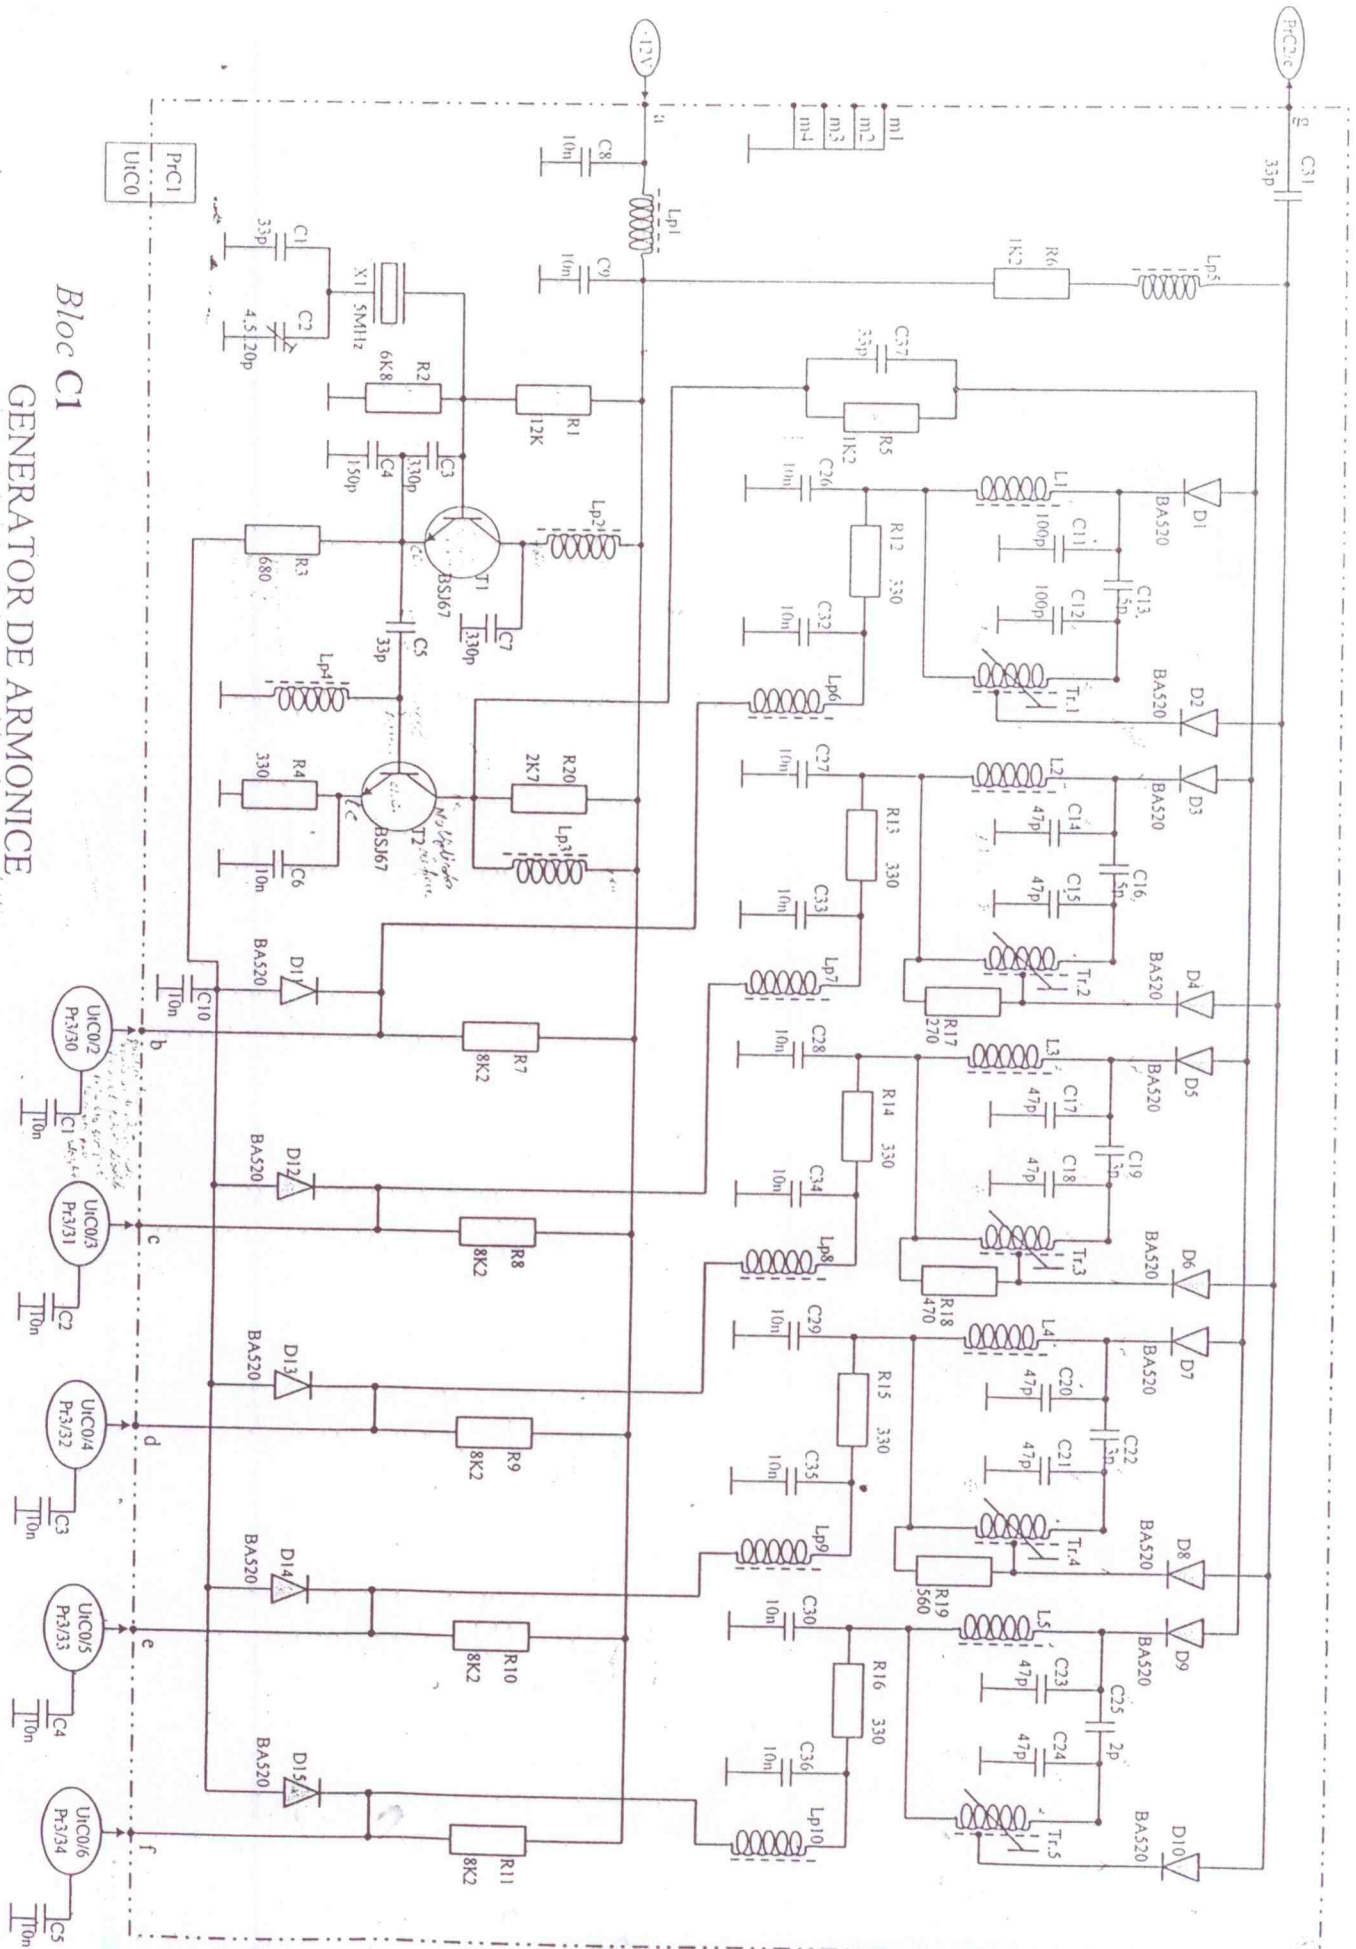 PrC2/c
g
C31
33p
-12V
a
m1
m2
m3
m4
C8
10n
Lp1
C9
10n
R6
1K2
Lp5
C37
33p
R5
1K2
PrC1
UtC0
C1
33p
C2
4,5120p
X1 5MHz
R2
6K8
R1
12K
C3
330p
C4
150p
T1
BSJ67
Lp2
C7
330p
R3
680
C5
33p
Lp4
R4
330
C6
10n
T2
BSJ67
R20
2K7
Lp3
D1
BA520
L1
C11
100p
C13,
5p
C12
100p
Tr.1
D2
BA520
C26
10n
R12 330
C32
10n
Lp6
D3
BA520
L2
C14
47p
C16,
5p
C15
47p
Tr.2
D4
BA520
R17
270
C27
10n
R13 330
C33
10n
Lp7
D5
BA520
L3
C17
47p
C19
3p
C18
47p
Tr.3
D6
BA520
R18
470
C28
10n
R14 330
C34
10n
Lp8
D7
BA520
L4
C20
47p
C22
3p
C21
47p
Tr.4
D8
BA520
R19
560
C29
10n
R15 330
C35
10n
Lp9
D9
BA520
L5
C23
47p
C25
2p
C24
47p
Tr.5
D10
BA520
C30
10n
R16 330
C36
10n
Lp10
D11
BA520
C10
10n
R7
8K2
D12
BA520
R8
8K2
D13
BA520
R9
8K2
D14
BA520
R10
8K2
D15
BA520
R11
8K2
b
UtC0/2
Pr3/30
C1
10n
c
UtC0/3
Pr3/31
C2
10n
d
UtC0/4
Pr3/32
C3
10n
e
UtC0/5
Pr3/33
C4
10n
f
UtC0/6
Pr3/34
C5
10n
Bloc C1
GENERATOR DE ARMONICE